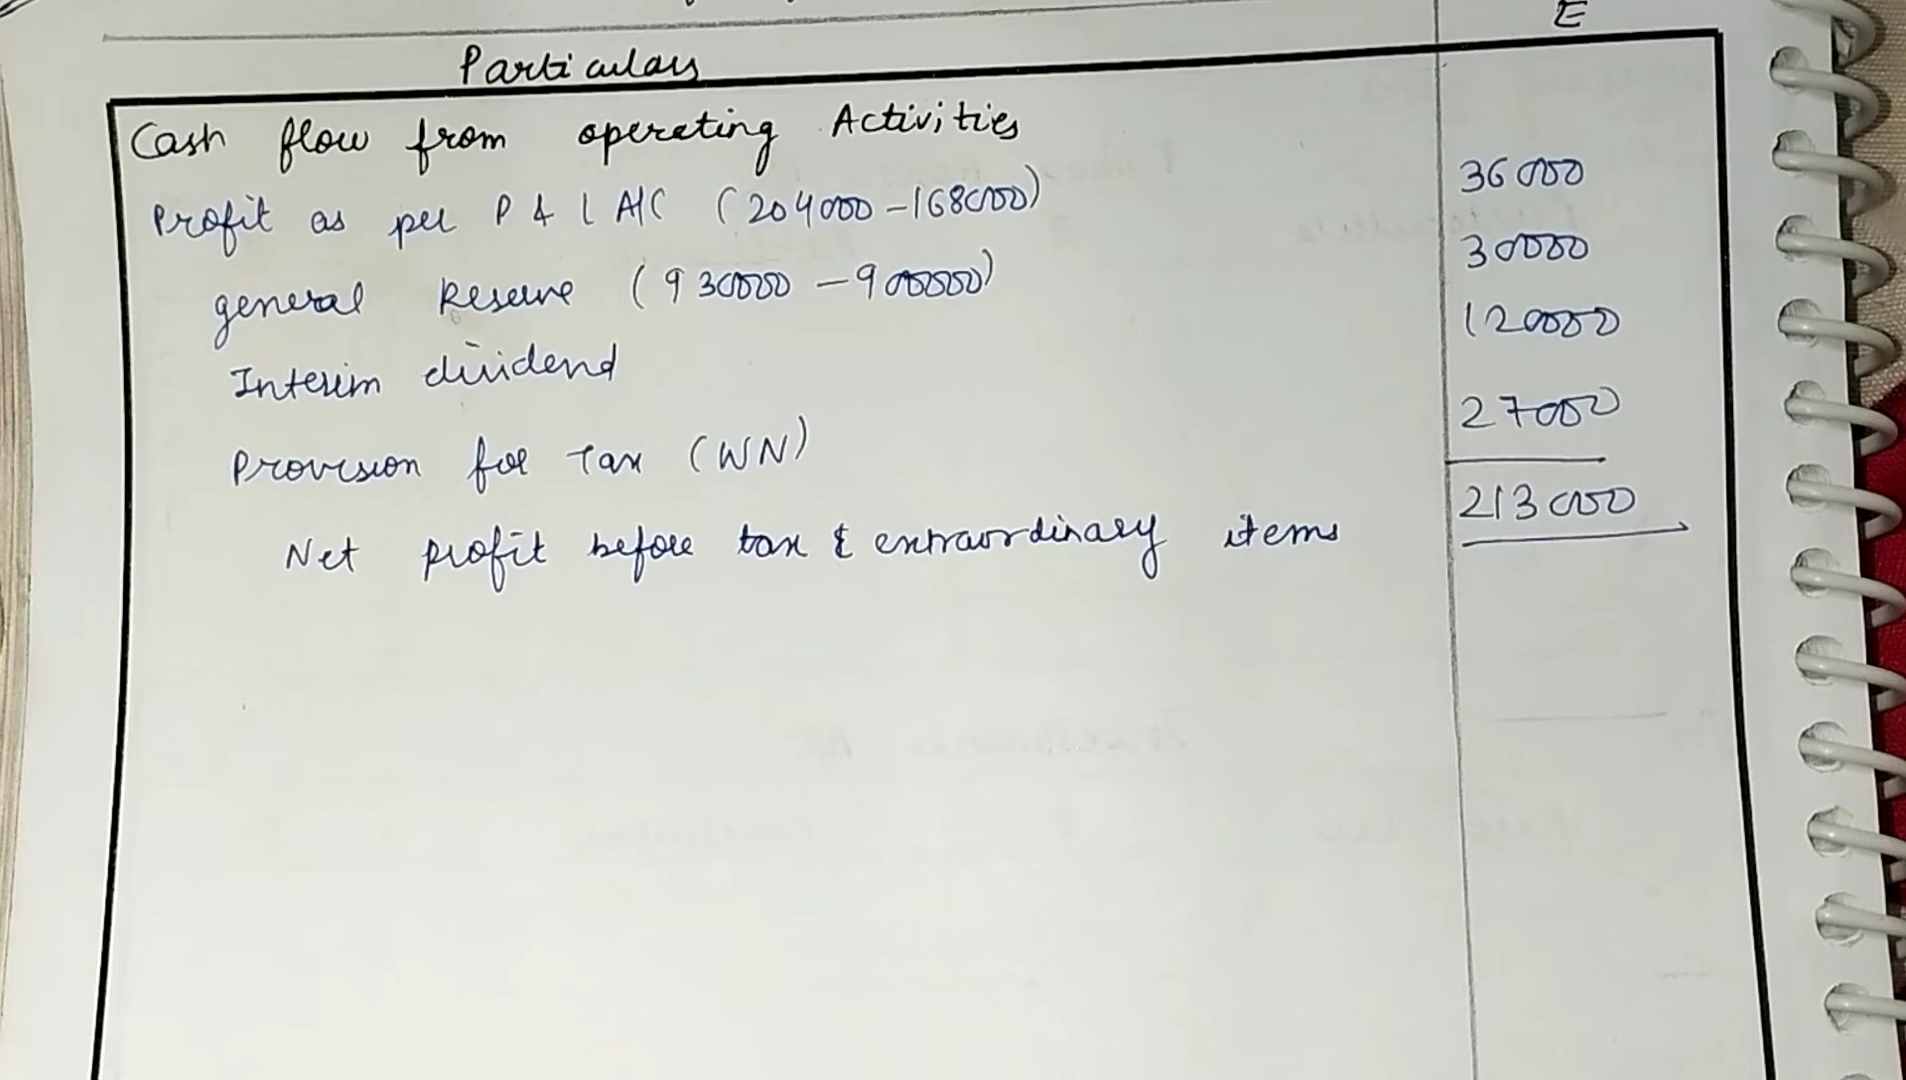 ₹
Particulars
Cash flow from operating Activities
Profit as per P & L A/C (204000 - 168000) 36000
general Reserve (930000 - 900000) 30000
Interim dividend 120000
Provision for Tax (WN) 27000
Net profit before tax & extraordinary items 213000